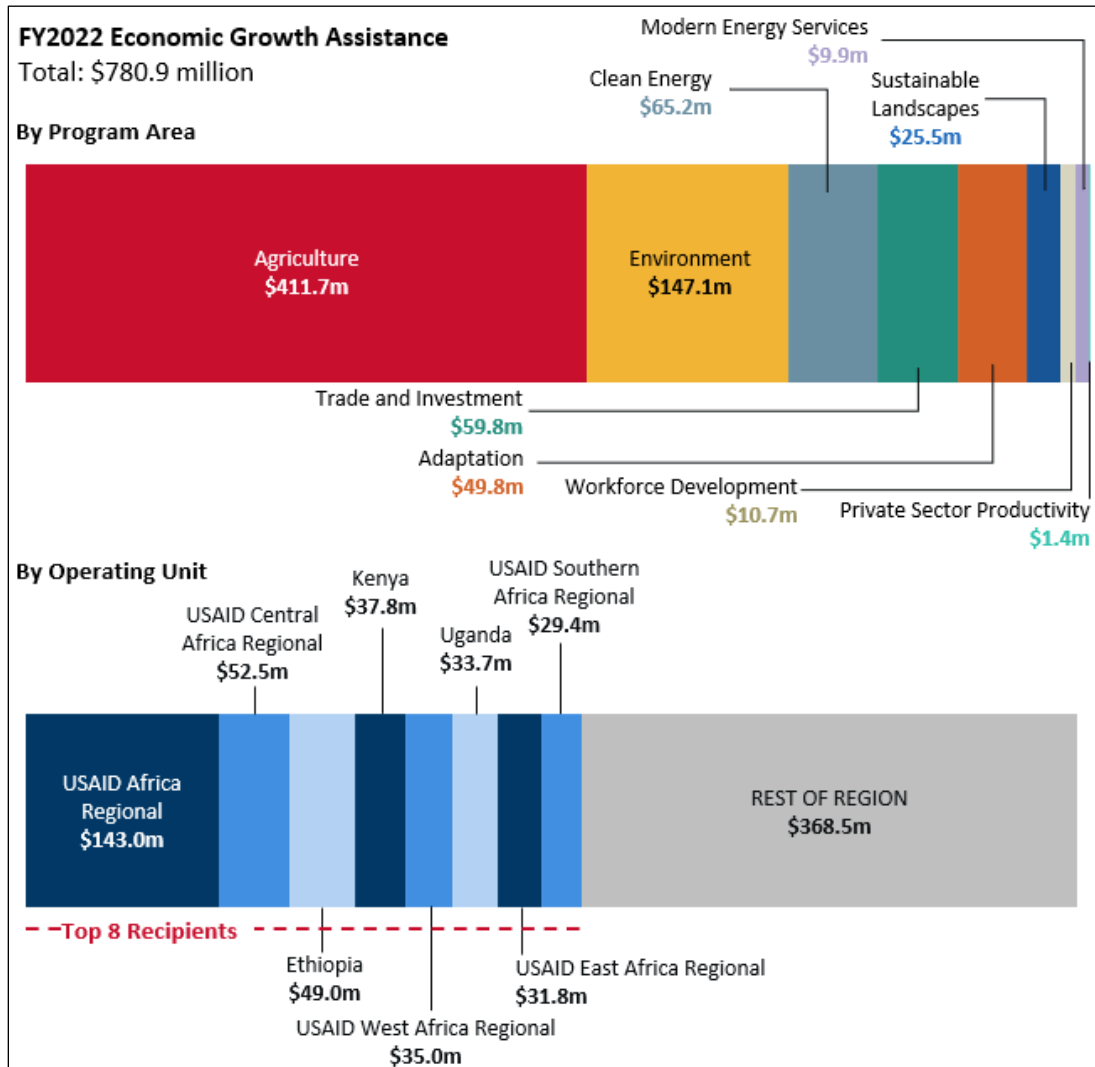 FY2022 Economic Growth Assistance
Total: $780.9 million
Modern Energy Services
$9.9m
Clean Energy
$65.2m
Sustainable
Landscapes
$25.5m
By Program Area
Agriculture
$411.7m
Environment
$147.1m
Trade and Investment
$59.8m
Adaptation
$49.8m
Workforce Development
$10.7m
Private Sector Productivity
$1.4m
By Operating Unit
USAID Central
Africa Regional
$52.5m
Kenya
$37.8m
Uganda
$33.7m
USAID Southern
Africa Regional
$29.4m
USAID Africa
Regional
$143.0m
REST OF REGION
$368.5m
Top 8 Recipients
Ethiopia
$49.0m
USAID West Africa Regional
$35.0m
USAID East Africa Regional
$31.8m